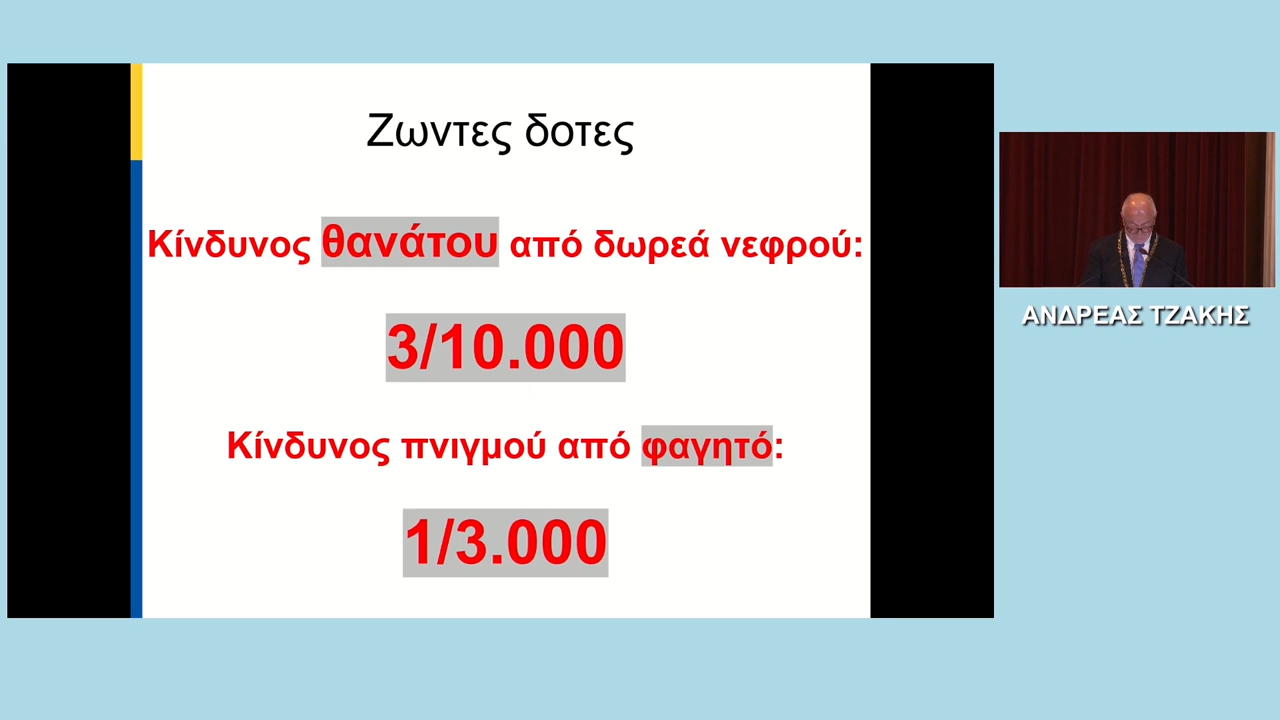 Ζωντες δοτες
Κίνδυνος θανάτου από δωρεά νεφρού:
3/10.000
Κίνδυνος πνιγμού από φαγητό:
1/3.000
ΑΝΔΡΕΑΣ ΤΖΑΚΗΣ